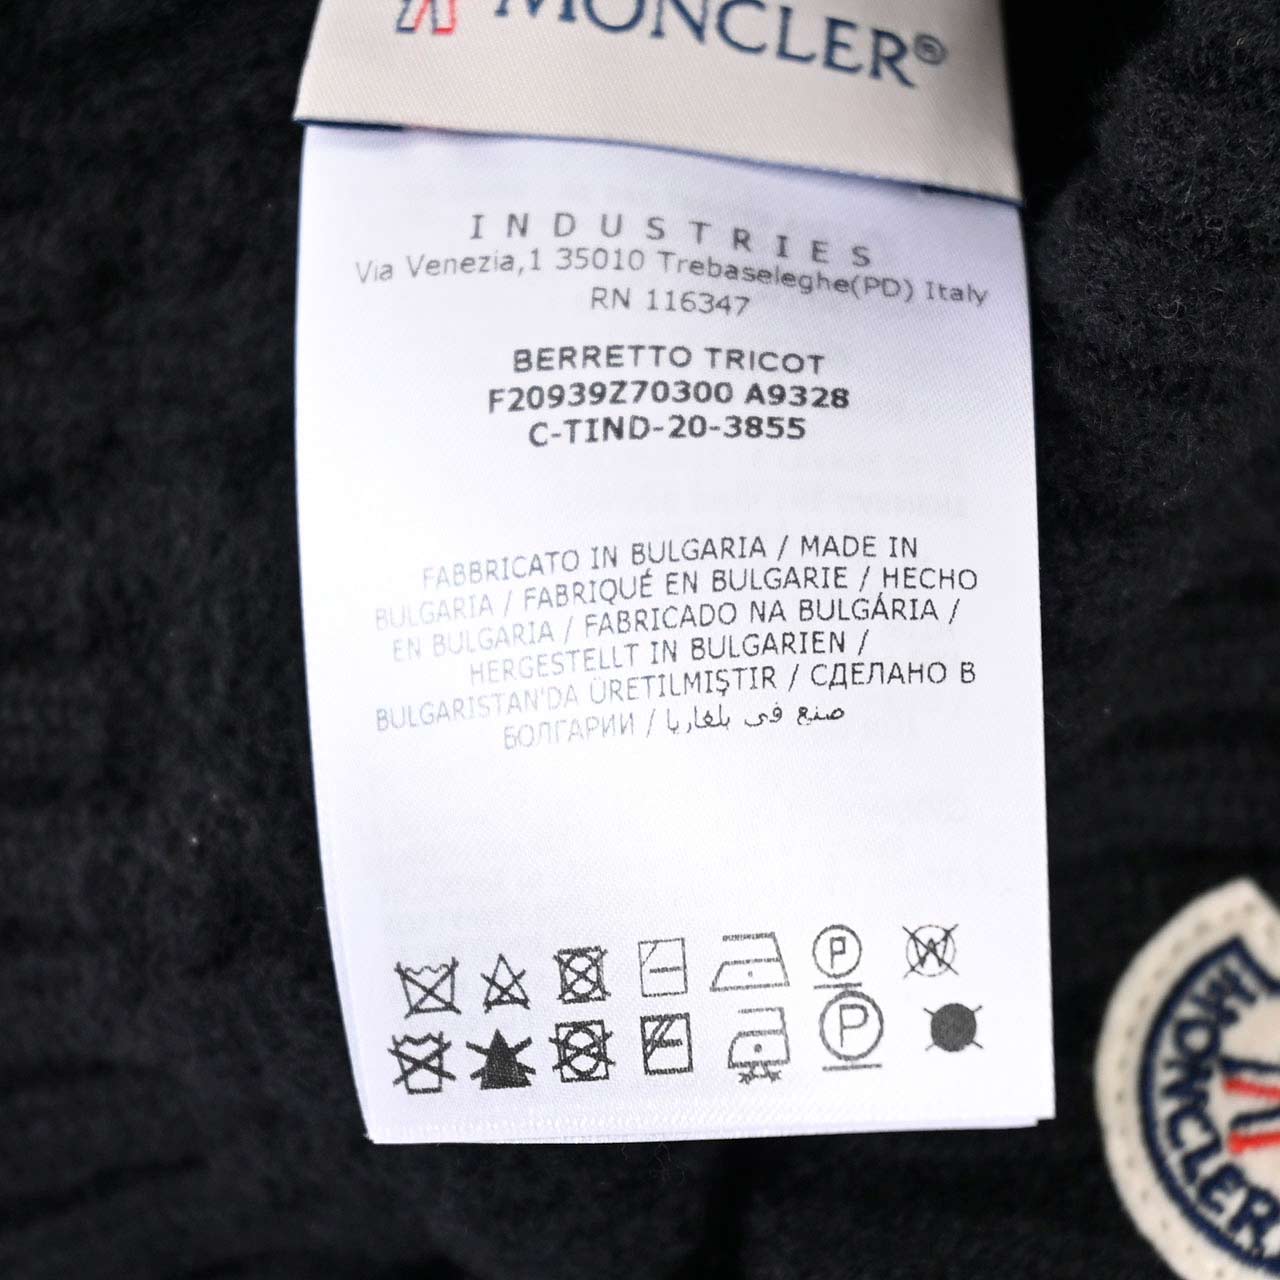 MONCLER®
INDUSTRIES
Via Venezia,1 35010 Trebaseleghe(PD) Italy
RN 116347
BERRETTO TRICOT
F20939Z70300 A9328
C-TIND-20-3855
FABBRICATO IN BULGARIA / MADE IN
BULGARIA / FABRIQUÉ EN BULGARIE / HECHO
EN BULGARIA / FABRICADO NA BULGÁRIA /
HERGESTELLT IN BULGARIEN /
BULGARISTAN'DA ÜRETILMIŞTIR / СДЕЛАНО В
БОЛГАРИИ / صنع في بلغاريا
P
W
P
MONCLER